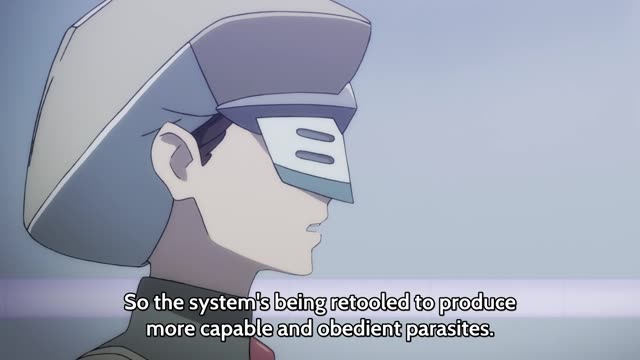 So the system's being retooled to produce
more capable and obedient parasites.